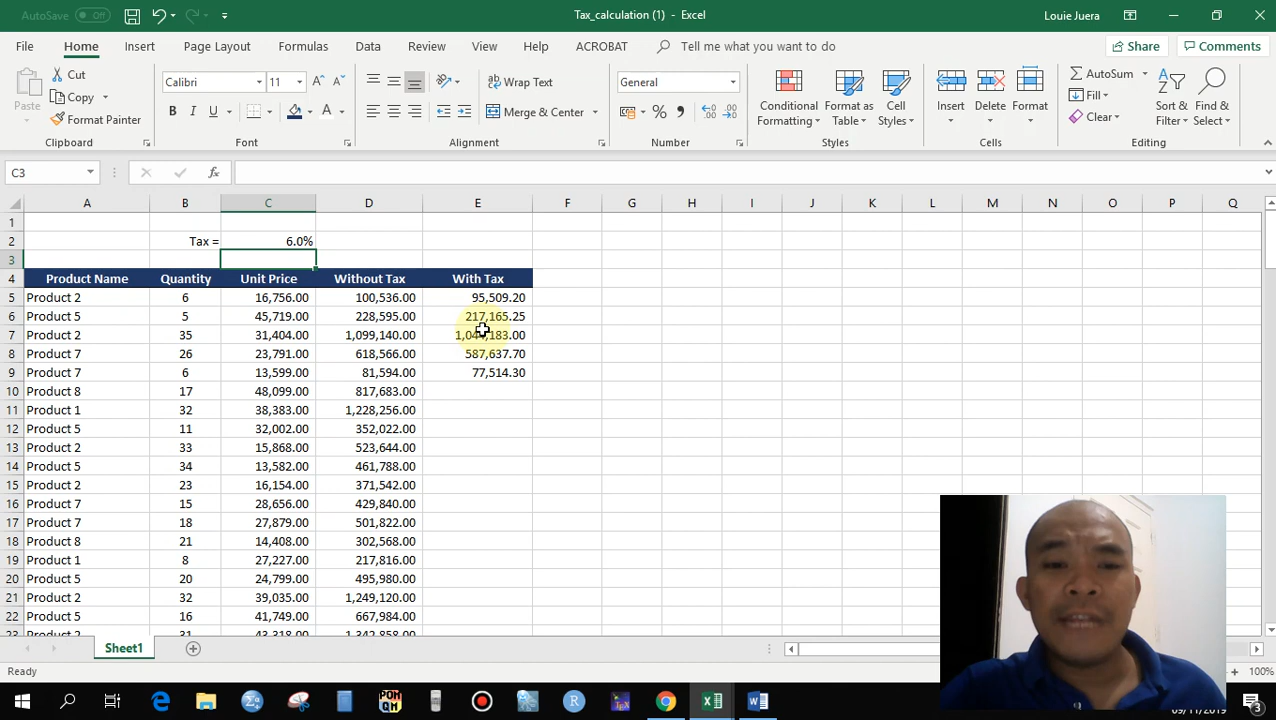 AutoSave Off Tax_calculation (1) - Excel Louie Juera
File Home Insert Page Layout Formulas Data Review View Help ACROBAT Tell me what you want to do Share Comments
Paste Cut Copy Format Painter
Calibri 11 B I U A
Wrap Text Merge & Center
General
Conditional Formatting Format as Table Cell Styles
Insert Delete Format
AutoSum Fill Clear Sort & Filter Find & Select
Clipboard Font Alignment Number Styles Cells Editing
C3 fx
A B C D E F G H I J K L M N O P Q
1
2 Tax = 6.0%
3
4 Product Name Quantity Unit Price Without Tax With Tax
5 Product 2 6 16,756.00 100,536.00 95,509.20
6 Product 5 5 45,719.00 228,595.00 217,165.25
7 Product 2 35 31,404.00 1,099,140.00
8 Product 7 26 23,791.00 618,566.00 587,637.70
9 Product 7 6 13,599.00 81,594.00 77,514.30
10 Product 8 17 48,099.00 817,683.00
11 Product 1 32 38,383.00 1,228,256.00
12 Product 5 11 32,002.00 352,022.00
13 Product 2 33 15,868.00 523,644.00
14 Product 5 34 13,582.00 461,788.00
15 Product 2 23 16,154.00 371,542.00
16 Product 7 15 28,656.00 429,840.00
17 Product 7 18 27,879.00 501,822.00
18 Product 8 21 14,408.00 302,568.00
19 Product 1 8 27,227.00 217,816.00
20 Product 5 20 24,799.00 495,980.00
21 Product 2 32 39,035.00 1,249,120.00
22 Product 5 16 41,749.00 667,984.00
23 Product 2 31 43,318.00 1,342,858.00
Sheet1
Ready 100%
09/11/2019